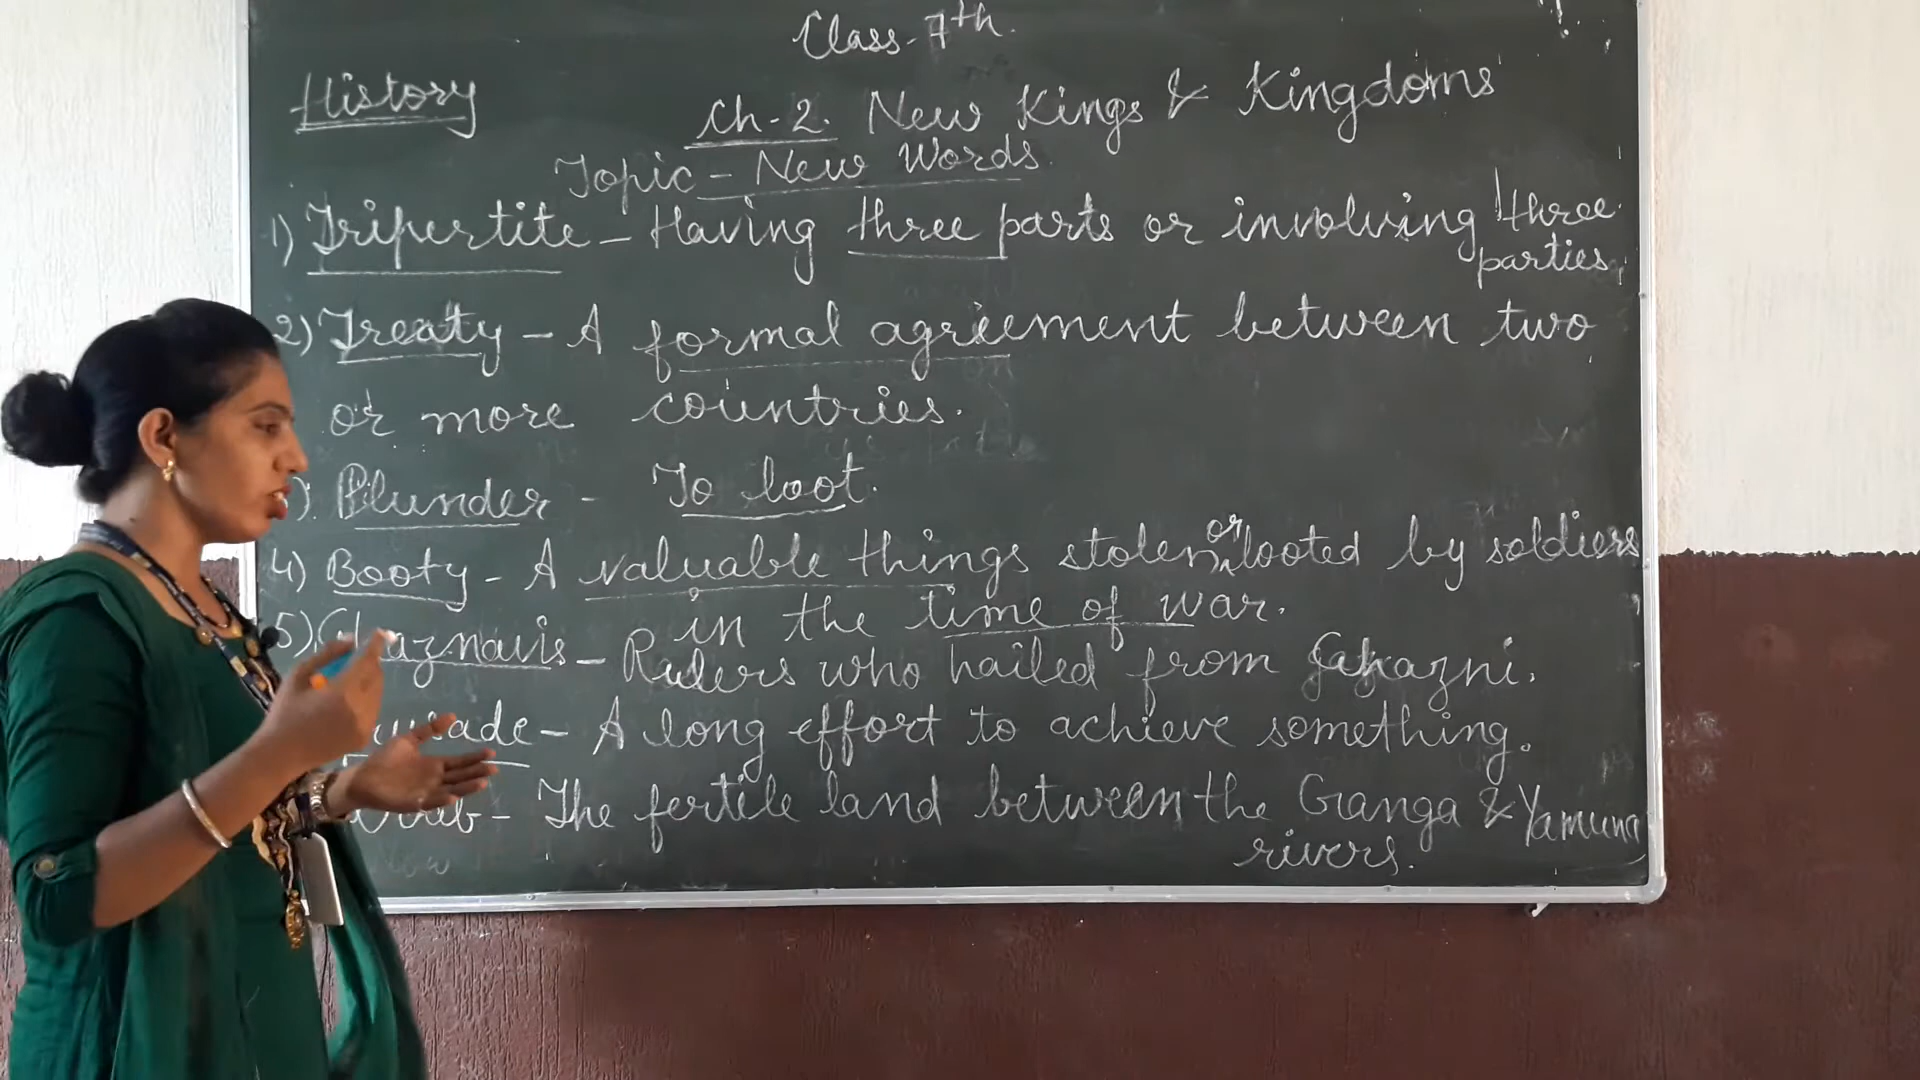 Class-7th.
History
Ch-2. New Kings & Kingdoms
Topic - New Words.
1) Tripertite - Having three parts or involving three
parties.
2) Treaty - A formal agreement between two
or more countries.
). Plunder - To loot.
4) Booty - A valuable things stolen or looted by soldiers
in the time of war.
5) Ghaznavis - Rulers who hailed from
- A long effort to achieve something.
- The fertile land between the Ganga & Yamuna
rivers.